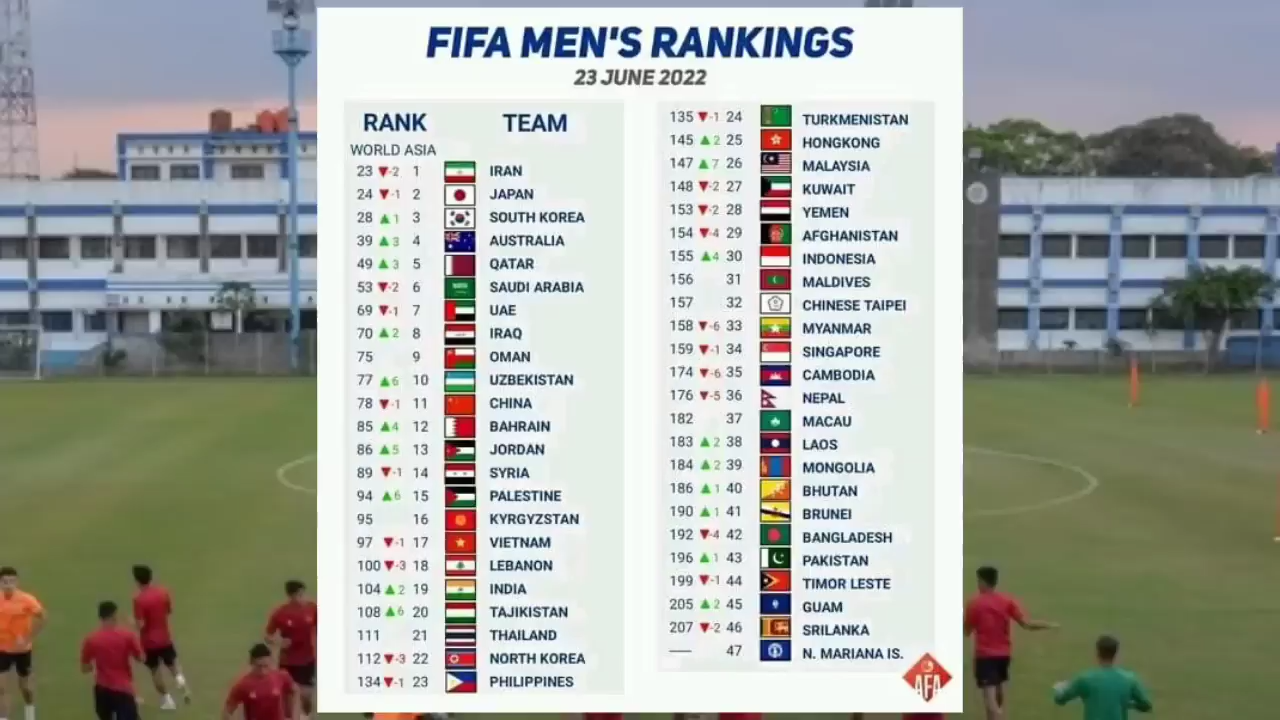 FIFA MEN'S RANKINGS
23 JUNE 2022
RANK TEAM
WORLD ASIA
23 ▼-2 1 IRAN
24 ▼-1 2 JAPAN
28 ▲1 3 SOUTH KOREA
39 ▲3 4 AUSTRALIA
49 ▲3 5 QATAR
53 ▼-2 6 SAUDI ARABIA
69 ▼-1 7 UAE
70 ▲2 8 IRAQ
75 9 OMAN
77 ▲6 10 UZBEKISTAN
78 ▼-1 11 CHINA
85 ▲4 12 BAHRAIN
86 ▲5 13 JORDAN
89 ▼-1 14 SYRIA
94 ▲6 15 PALESTINE
95 16 KYRGYZSTAN
97 ▼-1 17 VIETNAM
100 ▼-3 18 LEBANON
104 ▲2 19 INDIA
108 ▲6 20 TAJIKISTAN
111 21 THAILAND
112 ▼-3 22 NORTH KOREA
134 ▼-1 23 PHILIPPINES
135 ▼-1 24 TURKMENISTAN
145 ▲2 25 HONGKONG
147 ▲7 26 MALAYSIA
148 ▼-2 27 KUWAIT
153 ▼-2 28 YEMEN
154 ▼-4 29 AFGHANISTAN
155 ▲4 30 INDONESIA
156 31 MALDIVES
157 32 CHINESE TAIPEI
158 ▼-6 33 MYANMAR
159 ▼-1 34 SINGAPORE
174 ▼-6 35 CAMBODIA
176 ▼-5 36 NEPAL
182 37 MACAU
183 ▲2 38 LAOS
184 ▲2 39 MONGOLIA
186 ▲1 40 BHUTAN
190 ▲1 41 BRUNEI
192 ▼-4 42 BANGLADESH
196 ▲1 43 PAKISTAN
199 ▼-1 44 TIMOR LESTE
205 ▲2 45 GUAM
207 ▼-2 46 SRILANKA
— 47 N. MARIANA IS.
AFA